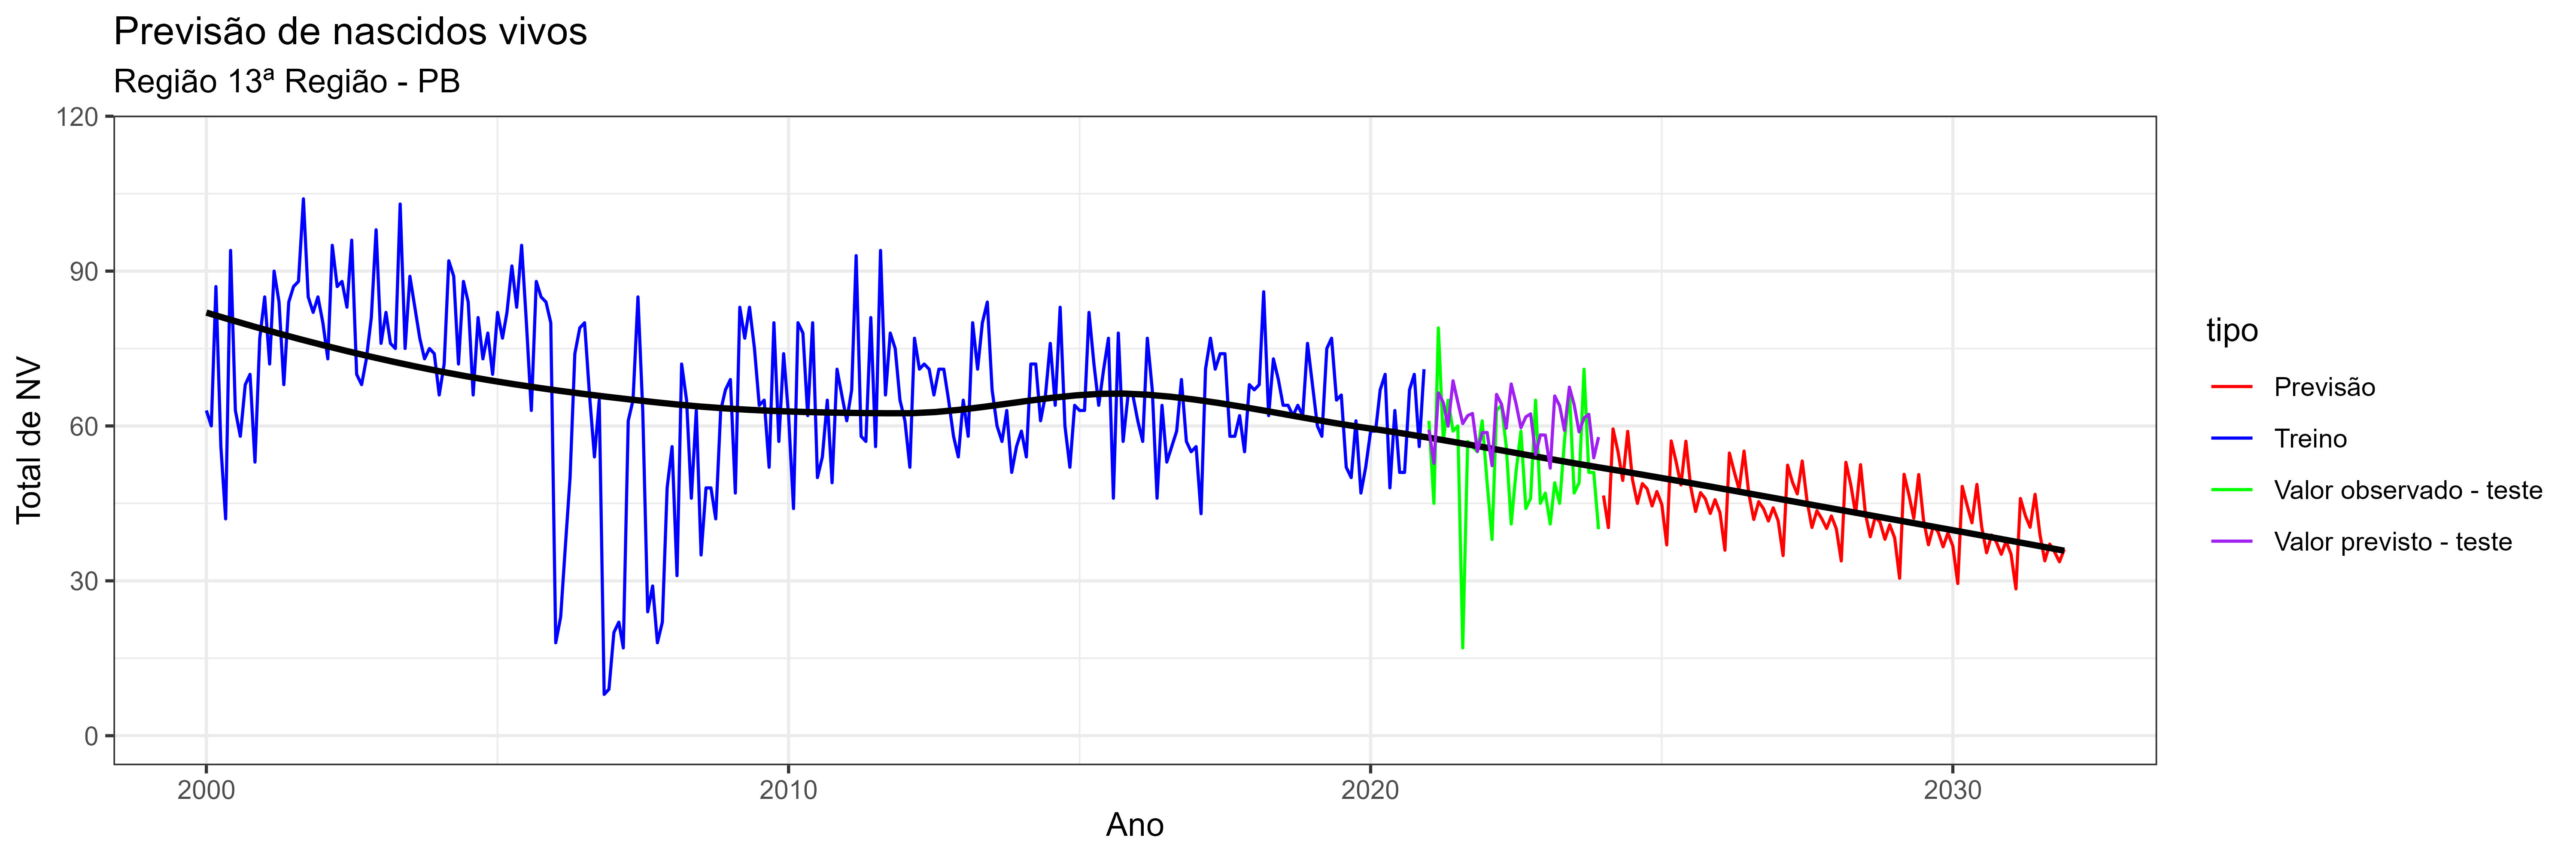 Previsão de nascidos vivos
Região 13ª Região - PB
120
90
60
30
0
Total de NV
2000
2010
2020
2030
Ano
tipo
Previsão
Treino
Valor observado - teste
Valor previsto - teste